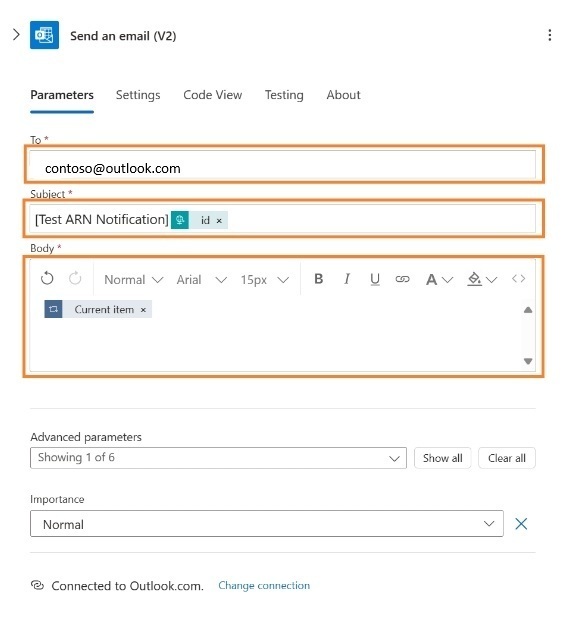 Send an email (V2)
Parameters Settings Code View Testing About
To *
contoso@outlook.com
Subject *
[Test ARN Notification] id ×
Body *
Normal Arial 15px B I U A <>
Current item ×
Advanced parameters
Showing 1 of 6 Show all Clear all
Importance
Normal
Connected to Outlook.com. Change connection